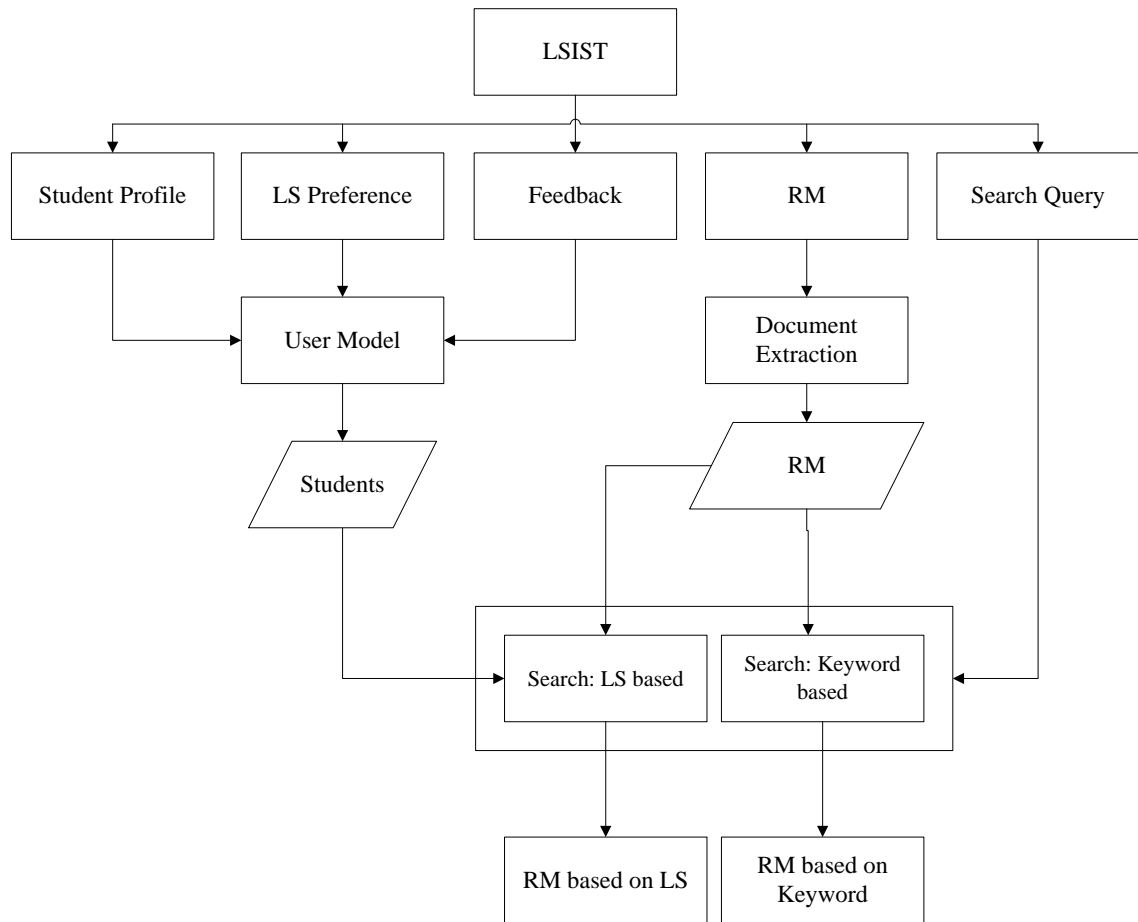 LSIST
Student Profile
LS Preference
Feedback
RM
Search Query
User Model
Document
Extraction
Students
RM
Search: LS based
Search: Keyword
based
RM based on LS
RM based on
Keyword